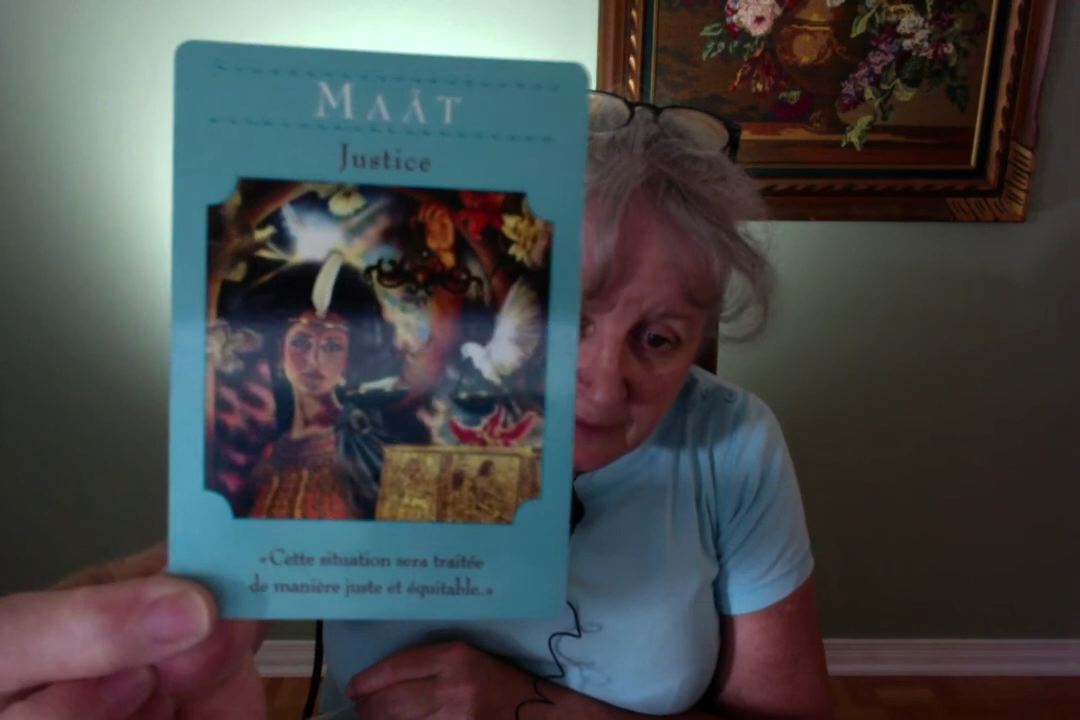 MAÂT
Justice
« Cette situation sera traitée
de manière juste et équitable. »